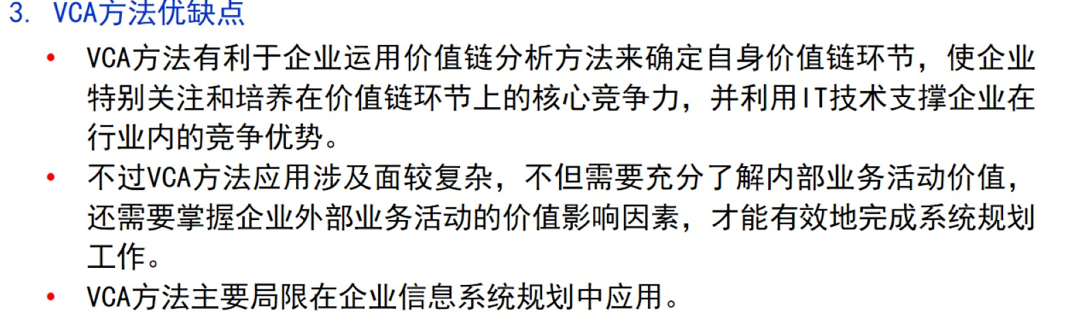 3. VCA方法优缺点
• VCA方法有利于企业运用价值链分析方法来确定自身价值链环节，使企业
特别关注和培养在价值链环节上的核心竞争力，并利用IT技术支撑企业在
行业内的竞争优势。
• 不过VCA方法应用涉及面较复杂，不但需要充分了解内部业务活动价值，
还需要掌握企业外部业务活动的价值影响因素，才能有效地完成系统规划
工作。
• VCA方法主要局限在企业信息系统规划中应用。